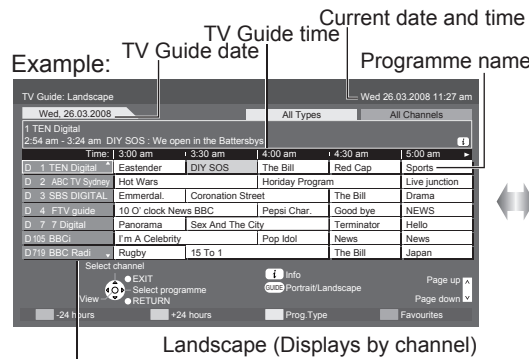 Current date and time
TV Guide time
TV Guide date
Programme name
Example:
TV Guide: Landscape
Wed 26.03.2008 11:27 am
Wed, 26.03.2008
All Types
All Channels
1 TEN Digital
2:54 am - 3:24 am DIY SOS : We open in the Battersbys
i
Time: 3:00 am 3:30 am 4:00 am 4:30 am 5:00 am
D 1 TEN Digital Eastender DIY SOS The Bill Red Cap Sports
D 2 ABC TV Sydney Hot Wars Horiday Program Live junction
D 3 SBS DIGITAL Emmerdal. Coronation Street The Bill Drama
D 4 FTV guide 10 O' clock News BBC Pepsi Char. Good bye NEWS
D 7 7 Digital Panorama Sex And The City Terminator Hello
D 105 BBCi I'm A Celebrity Pop Idol News News
D 719 BBC Radi Rugby 15 To 1 The Bill Japan
Select channel
EXIT
Select programme
View
RETURN
i Info
GUIDE Portrait/Landscape
Page up
Page down
-24 hours +24 hours Prog.Type Favourites
Landscape (Displays by channel)